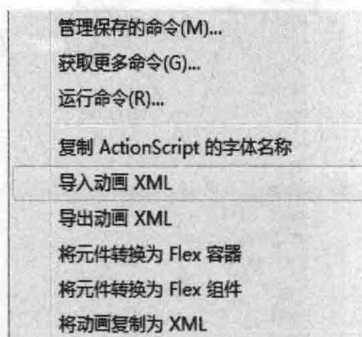 管理保存的命令(M)...
获取更多命令(G)...
运行命令(R)...
复制 ActionScript 的字体名称
导入动画 XML
导出动画 XML
将元件转换为 Flex 容器
将元件转换为 Flex 组件
将动画复制为 XML